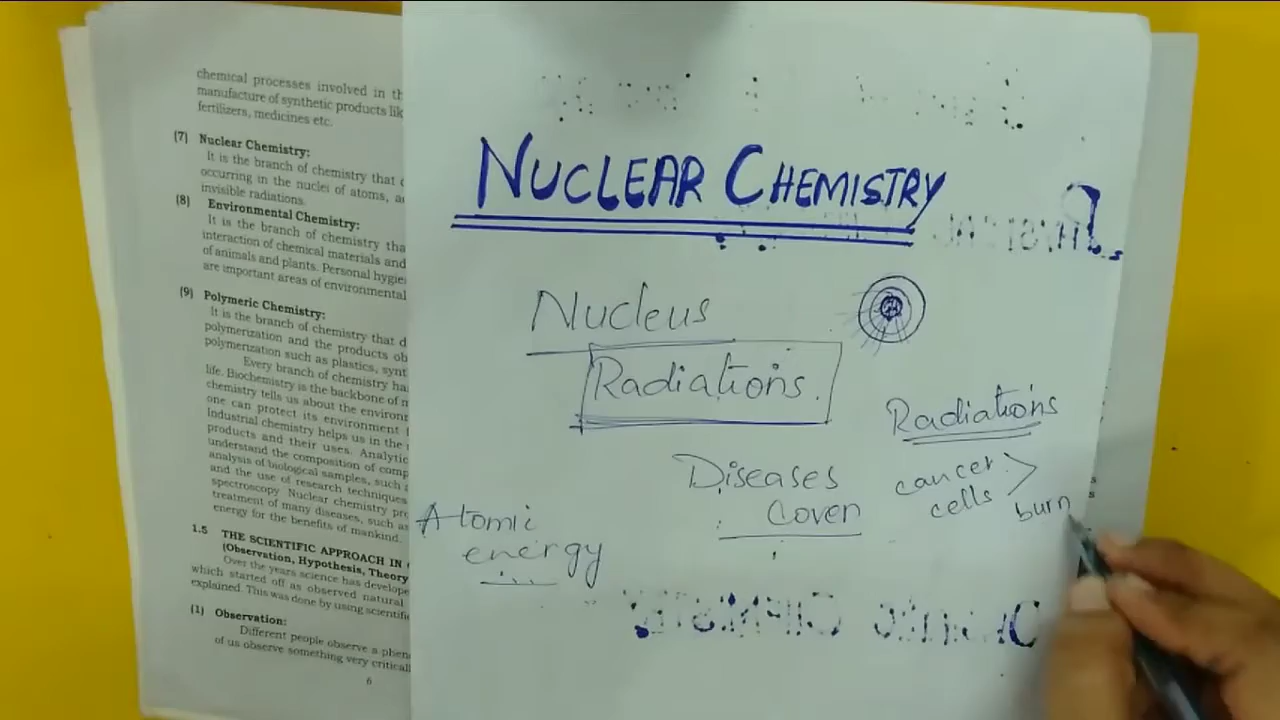 chemical processes involved in th
manufacture of synthetic products lik
fertilizers, medicines etc.
(7) Nuclear Chemistry:
It is the branch of chemistry that d
occurring in the nuclei of atoms, a
invisible radiations.
(8) Environmental Chemistry:
It is the branch of chemistry tha
interaction of chemical materials and
of animals and plants. Personal hygie
are important areas of environmental
(9) Polymeric Chemistry:
It is the branch of chemistry that d
polymerization and the products ob
polymerization such as plastics, synt
Every branch of chemistry ha
life. Biochemistry is the backbone of m
chemistry tells us about the environ
one can protect its environment f
Industrial chemistry helps us in the
products and their uses. Analytic
understand the composition of comp
analysis of biological samples, such
and the use of research techniques
spectroscopy Nuclear chemistry pr
treatment of many diseases, such as
energy for the benefits of mankind.
1.5 THE SCIENTIFIC APPROACH IN
(Observation, Hypothesis, Theory
Over the years science has develope
which started off as observed natural
explained. This was done by using scientifi
(1) Observation:
Different people observe a phen
of us observe something very criticall
6
NUCLEAR CHEMISTRY
Nucleus
Radiations.
Radiations
Diseases
Cover
cancer
cells
burn
Atomic
energy